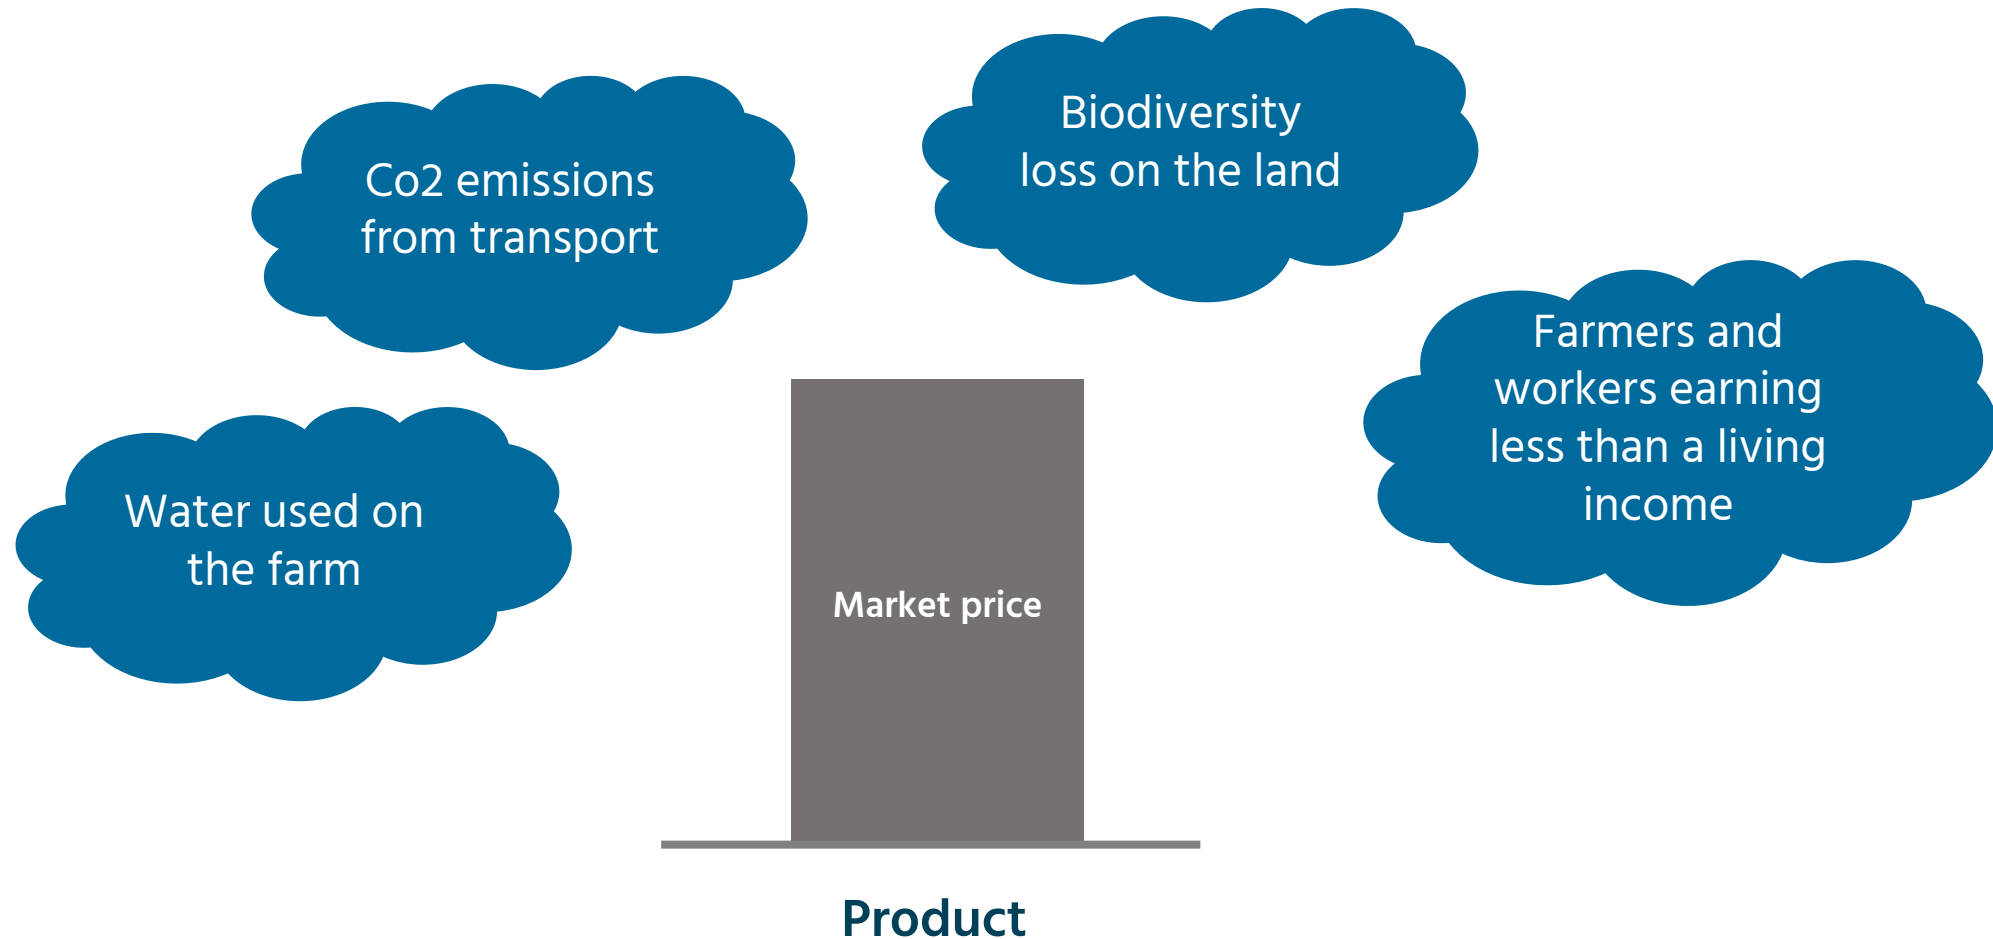 Biodiversity
loss on the land
Co2 emissions
from transport
Farmers and
workers earning
less than a living
income
Water used on
the farm
Market price
Product